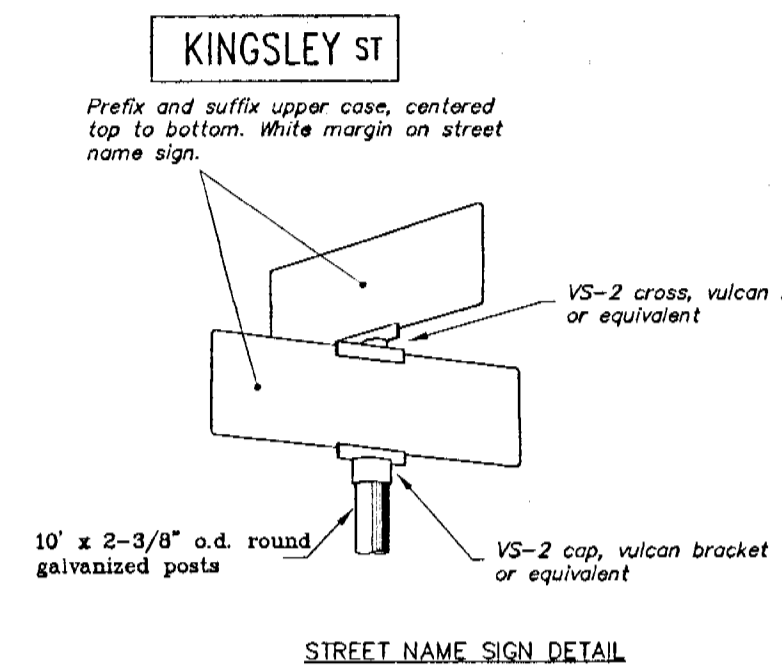 KINGSLEY ST
Prefix and suffix upper case, centered
top to bottom. White margin on street
name sign.
VS-2 cross, vulcan
or equivalent
10' x 2-3/8" o.d. round
galvanized posts
VS-2 cap, vulcan bracket
or equivalent
STREET NAME SIGN DETAIL